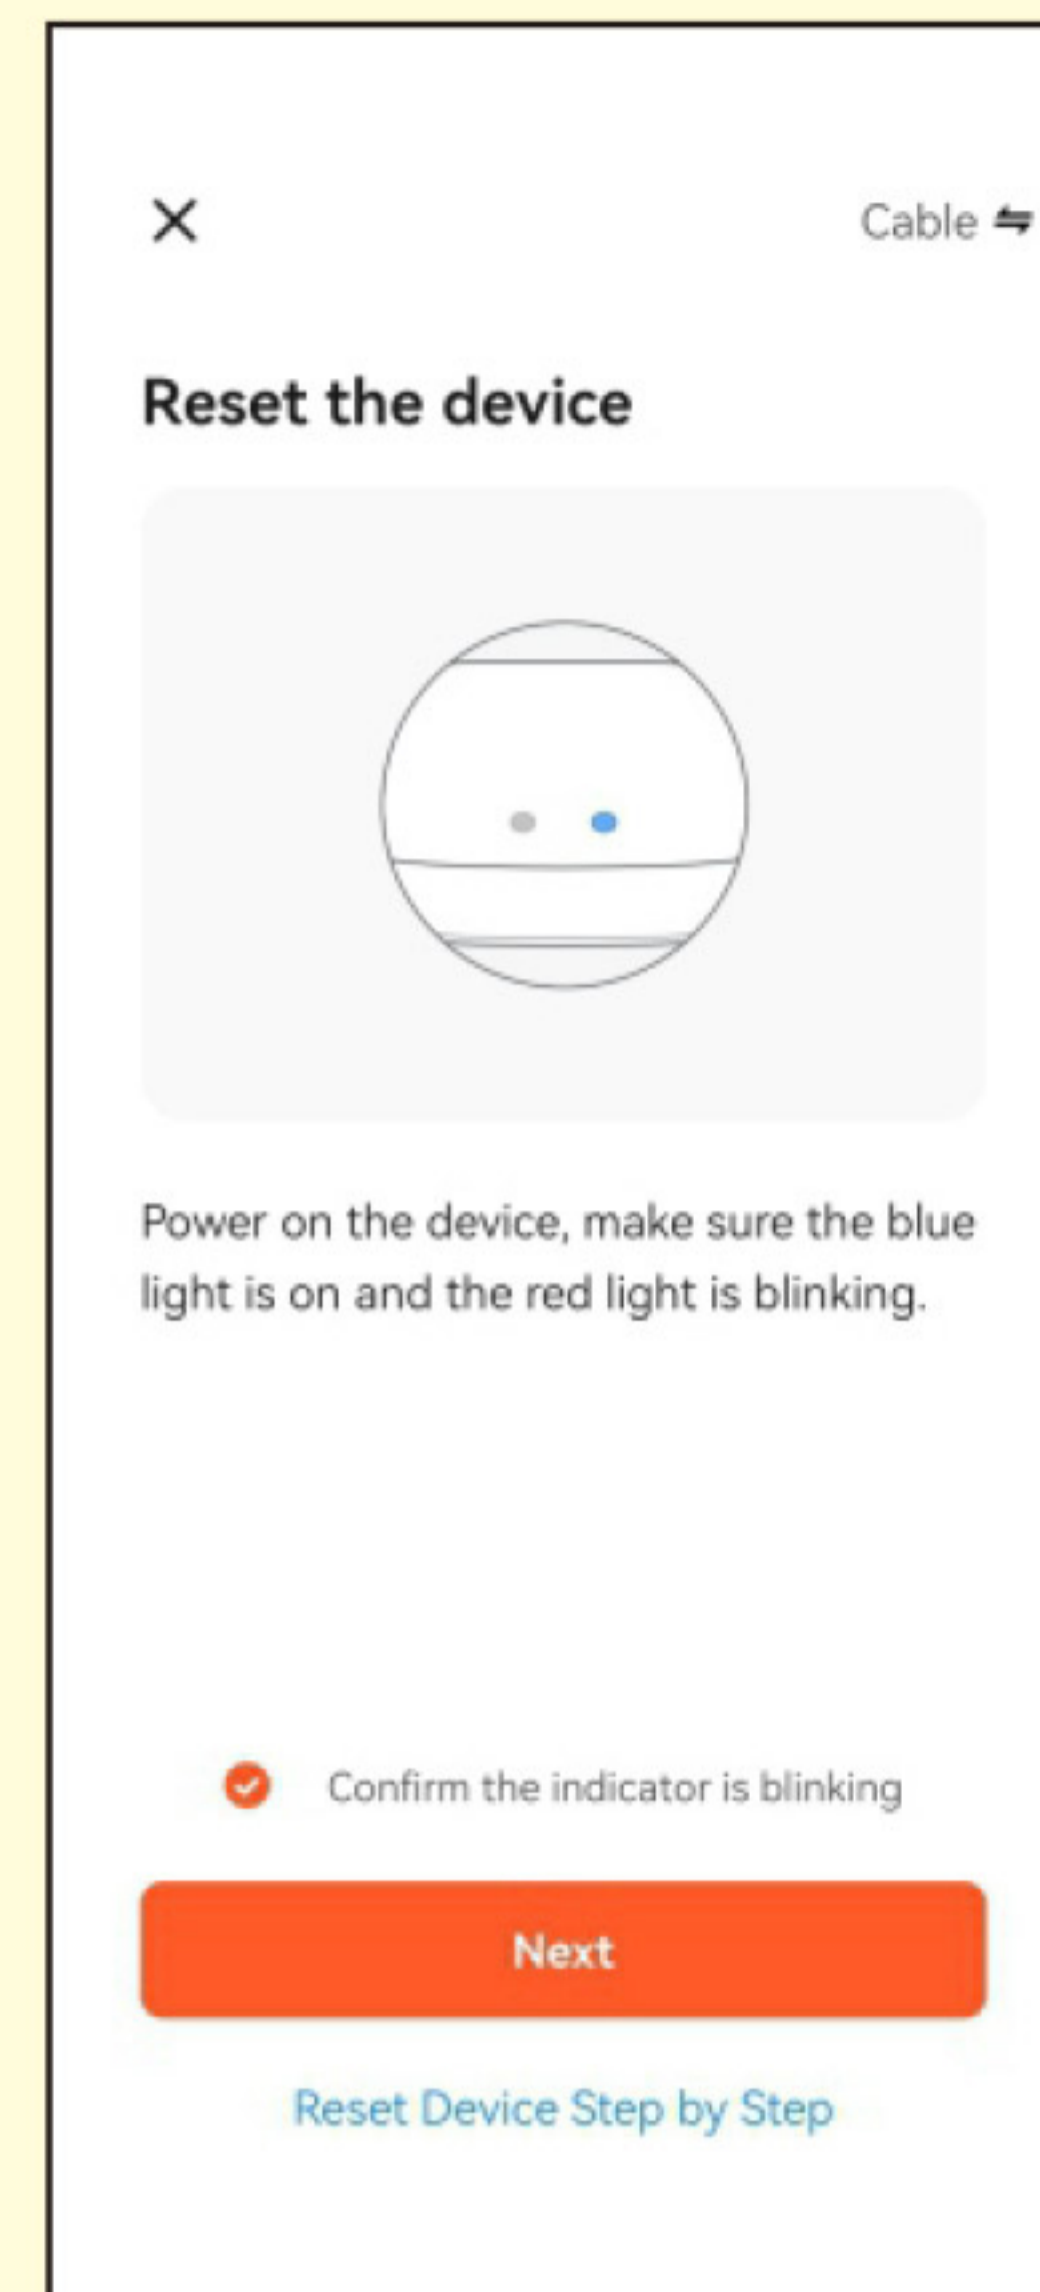 Cable
Reset the device
Power on the device, make sure the blue
light is on and the red light is blinking.
Confirm the indicator is blinking
Next
Reset Device Step by Step